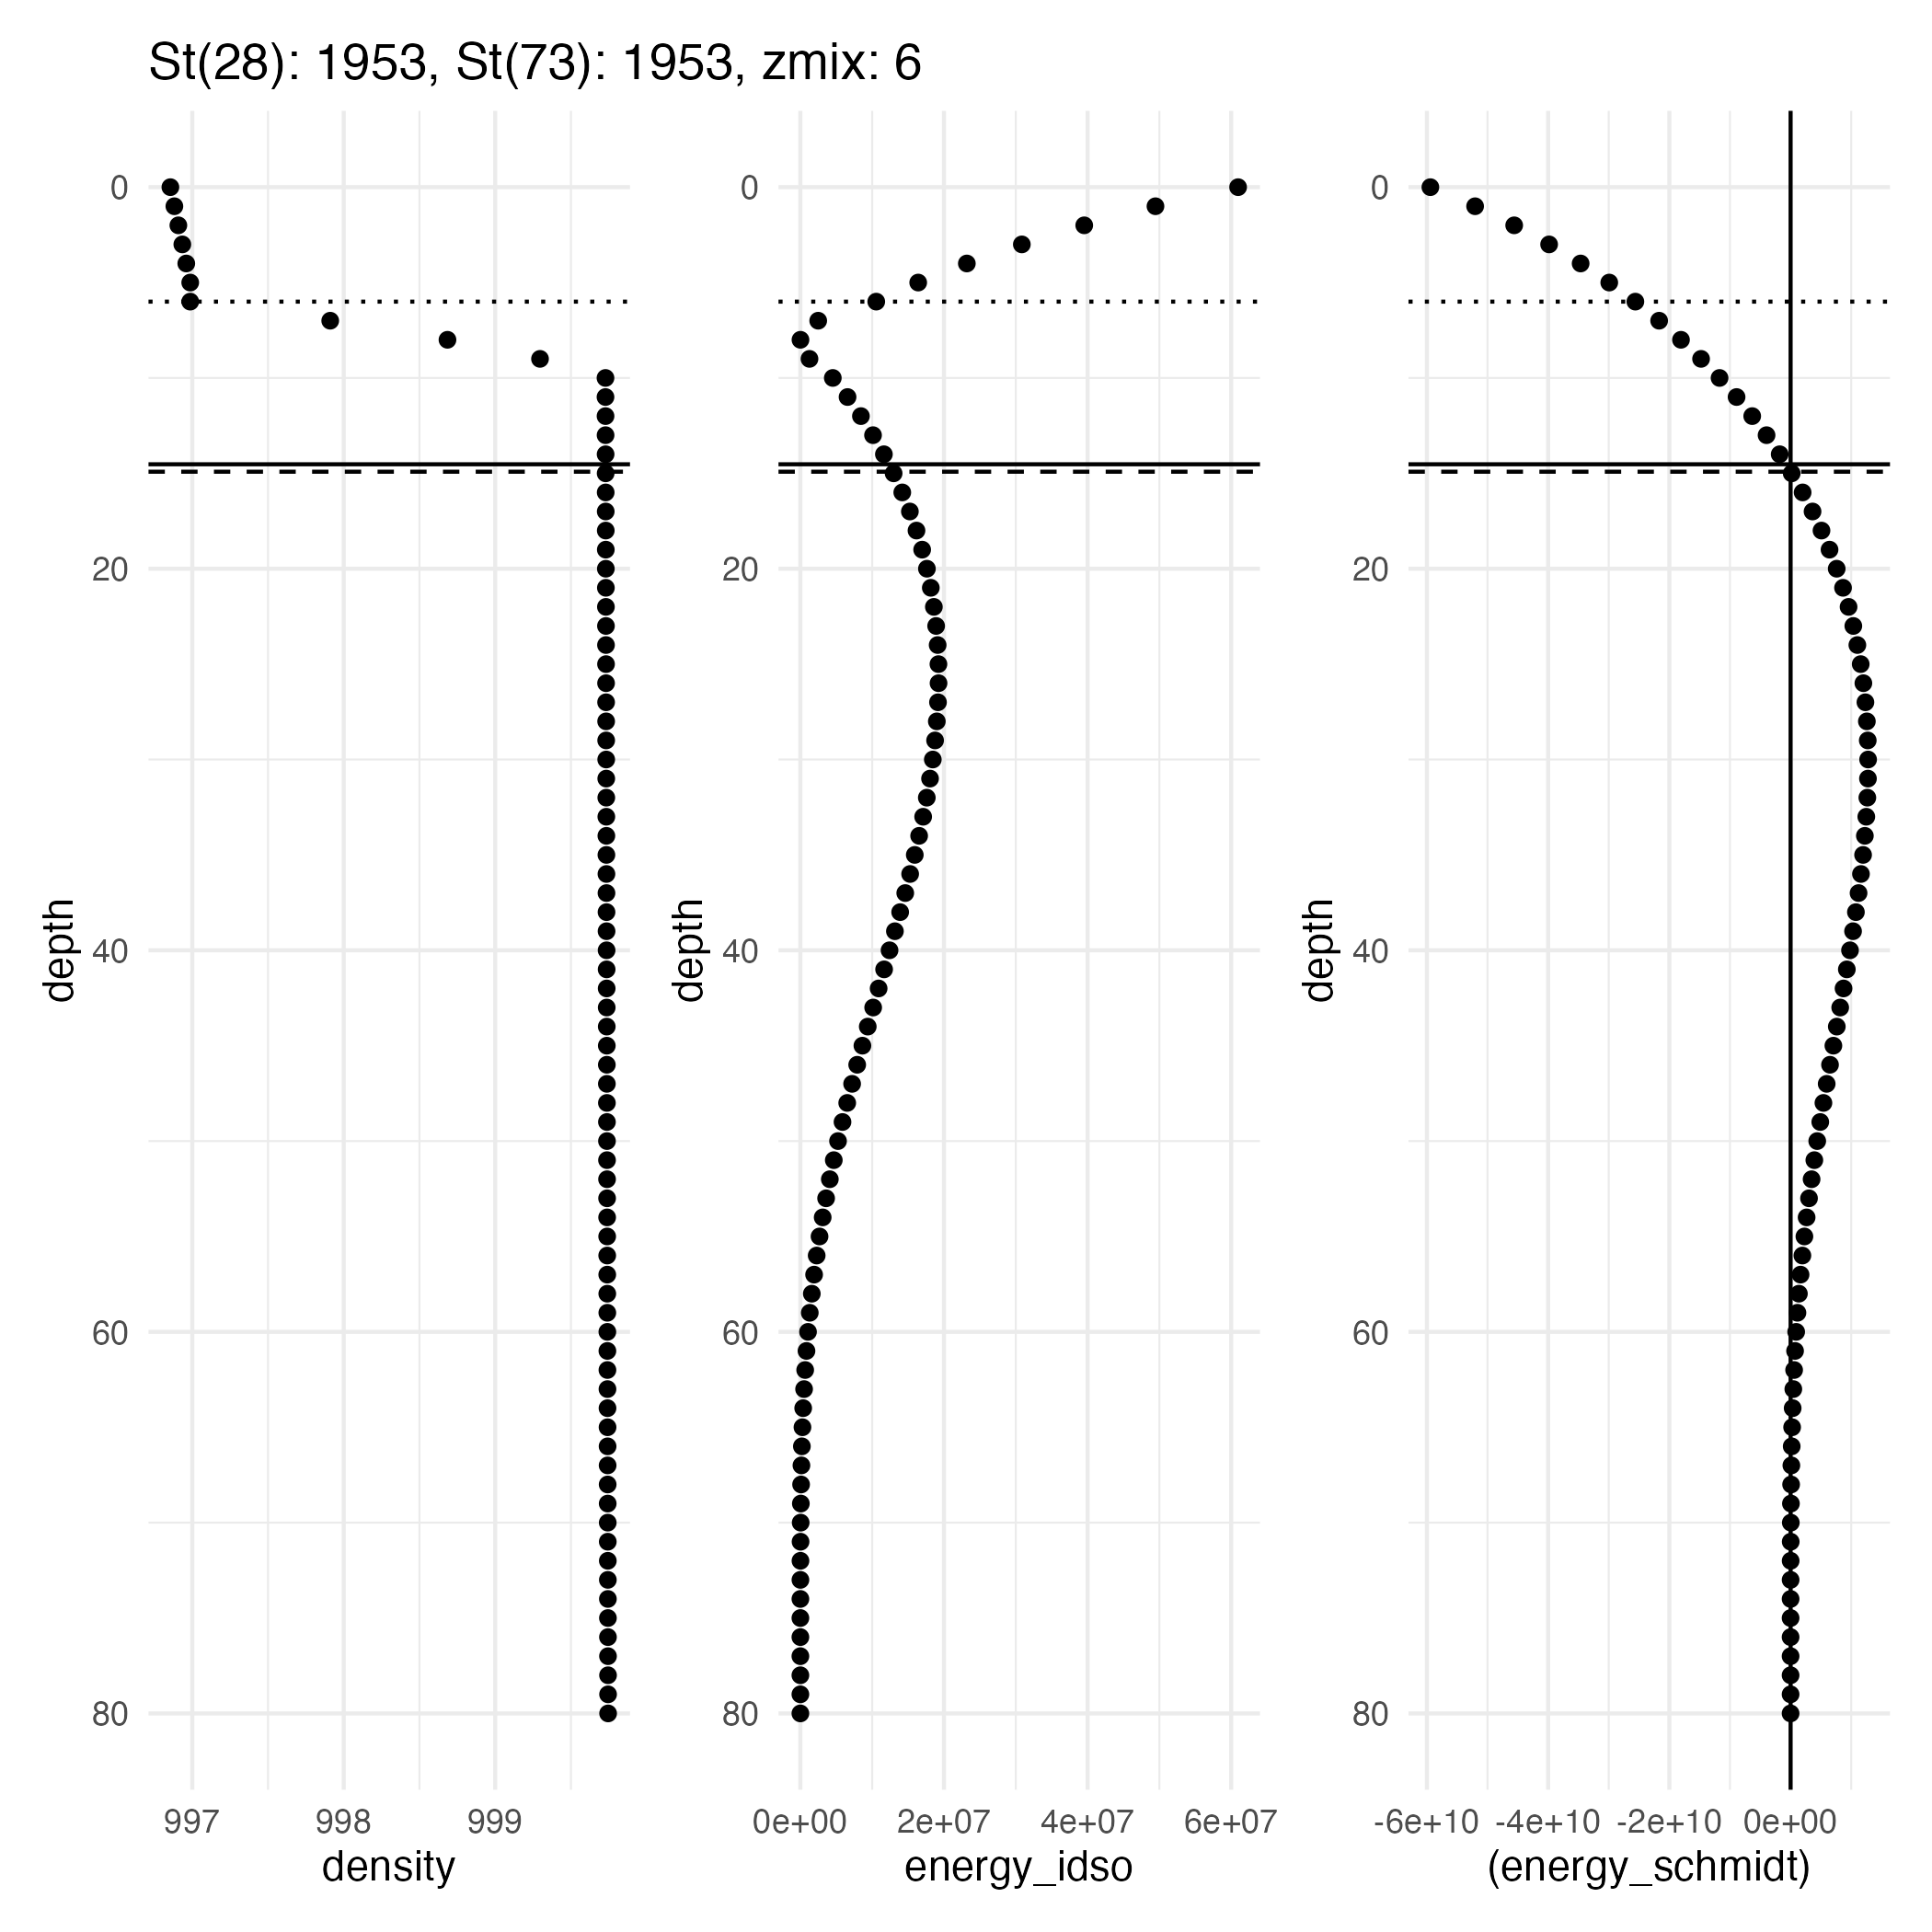 St(28): 1953, St(73): 1953, zmix: 6
0
20
40
60
80
depth
997 998 999
density
0
20
40
60
80
depth
0e+00 2e+07 4e+07 6e+07
energy_idso
0
20
40
60
80
depth
-6e+10 -4e+10 -2e+10 0e+00
(energy_schmidt)